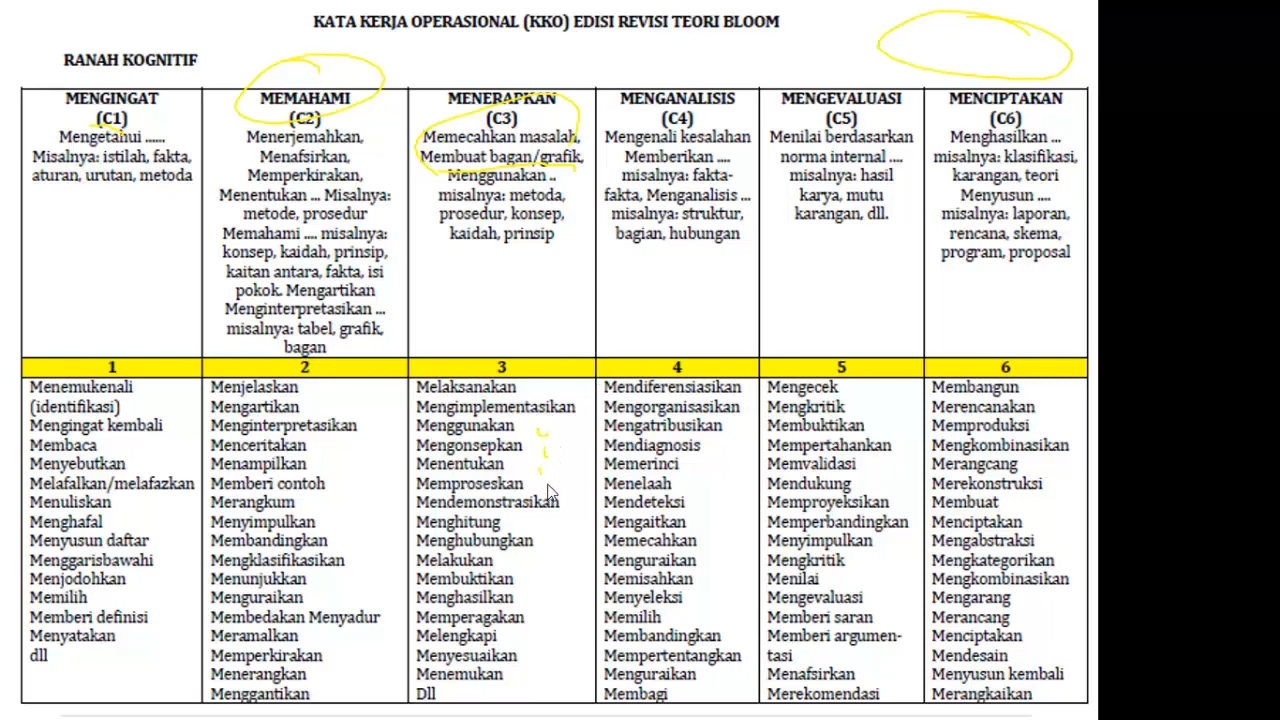 KATA KERJA OPERASIONAL (KKO) EDISI REVISI TEORI BLOOM
RANAH KOGNITIF
MENGINGAT
(C1)
Mengetahui ......
Misalnya: istilah, fakta,
aturan, urutan, metoda
MEMAHAMI
(C2)
Menerjemahkan,
Menafsirkan,
Memperkirakan,
Menentukan ... Misalnya:
metode, prosedur
Memahami .... misalnya:
konsep, kaidah, prinsip,
kaitan antara, fakta, isi
pokok. Mengartikan
Menginterpretasikan ...
misalnya: tabel, grafik,
bagan
MENERAPKAN
(C3)
Memecahkan masalah,
Membuat bagan/grafik,
Menggunakan ..
misalnya: metoda,
prosedur, konsep,
kaidah, prinsip
MENGANALISIS
(C4)
Mengenali kesalahan
Memberikan ....
misalnya: fakta-
fakta, Menganalisis ...
misalnya: struktur,
bagian, hubungan
MENGEVALUASI
(C5)
Menilai berdasarkan
norma internal ....
misalnya: hasil
karya, mutu
karangan, dll.
MENCIPTAKAN
(C6)
Menghasilkan ...
misalnya: klasifikasi,
karangan, teori
Menyusun ....
misalnya: laporan,
rencana, skema,
program, proposal
1
2
3
4
5
6
Menemukenali
(identifikasi)
Mengingat kembali
Membaca
Menyebutkan
Melafalkan/melafazkan
Menuliskan
Menghafal
Menyusun daftar
Menggarisbawahi
Menjodohkan
Memilih
Memberi definisi
Menyatakan
dll
Menjelaskan
Mengartikan
Menginterpretasikan
Menceritakan
Menampilkan
Memberi contoh
Merangkum
Menyimpulkan
Membandingkan
Mengklasifikasikan
Menunjukkan
Menguraikan
Membedakan Menyadur
Meramalkan
Memperkirakan
Menerangkan
Menggantikan
Melaksanakan
Mengimplementasikan
Menggunakan
Mengonsepkan
Menentukan
Memproseskan
Mendemonstrasikan
Menghitung
Menghubungkan
Melakukan
Membuktikan
Menghasilkan
Memperagakan
Melengkapi
Menyesuaikan
Menemukan
Dll
Mendiferensiasikan
Mengorganisasikan
Mengatribusikan
Mendiagnosis
Memerinci
Menelaah
Mendeteksi
Mengaitkan
Memecahkan
Menguraikan
Memisahkan
Menyeleksi
Memilih
Membandingkan
Mempertentangkan
Menguraikan
Membagi
Mengecek
Mengkritik
Membuktikan
Mempertahankan
Memvalidasi
Mendukung
Memproyeksikan
Memperbandingkan
Menyimpulkan
Mengkritik
Menilai
Mengevaluasi
Memberi saran
Memberi argumen-
tasi
Menafsirkan
Merekomendasi
Membangun
Merencanakan
Memproduksi
Mengkombinasikan
Merangcang
Merekonstruksi
Membuat
Menciptakan
Mengabstraksi
Mengkategorikan
Mengkombinasikan
Mengarang
Merancang
Menciptakan
Mendesain
Menyusun kembali
Merangkaikan